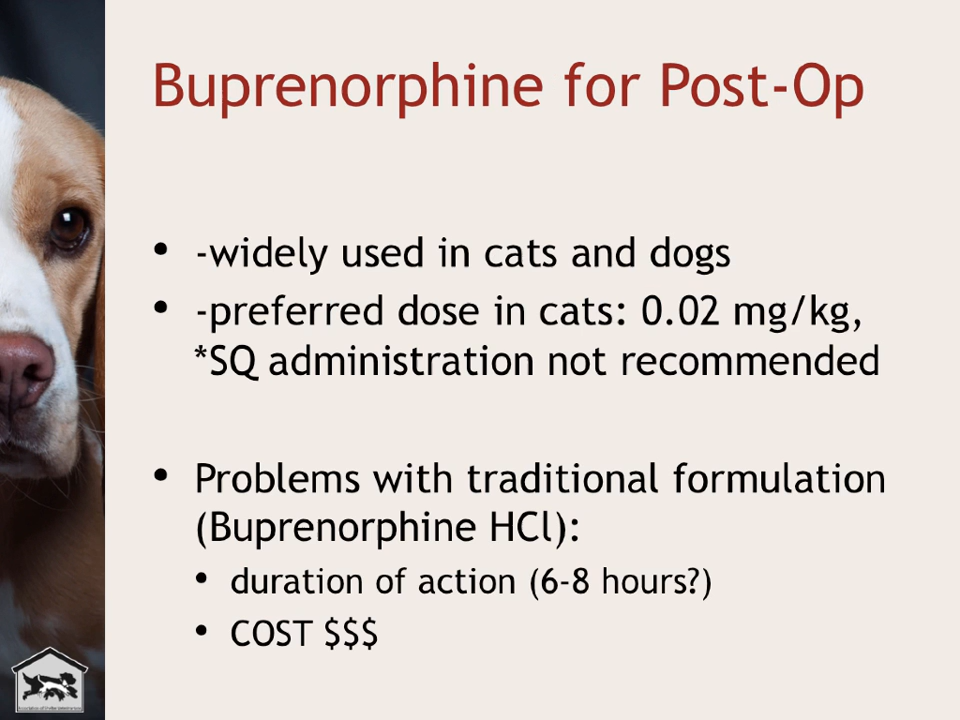 Buprenorphine for Post-Op
• -widely used in cats and dogs
• -preferred dose in cats: 0.02 mg/kg,
*SQ administration not recommended
• Problems with traditional formulation
(Buprenorphine HCl):
• duration of action (6-8 hours?)
• COST $$$